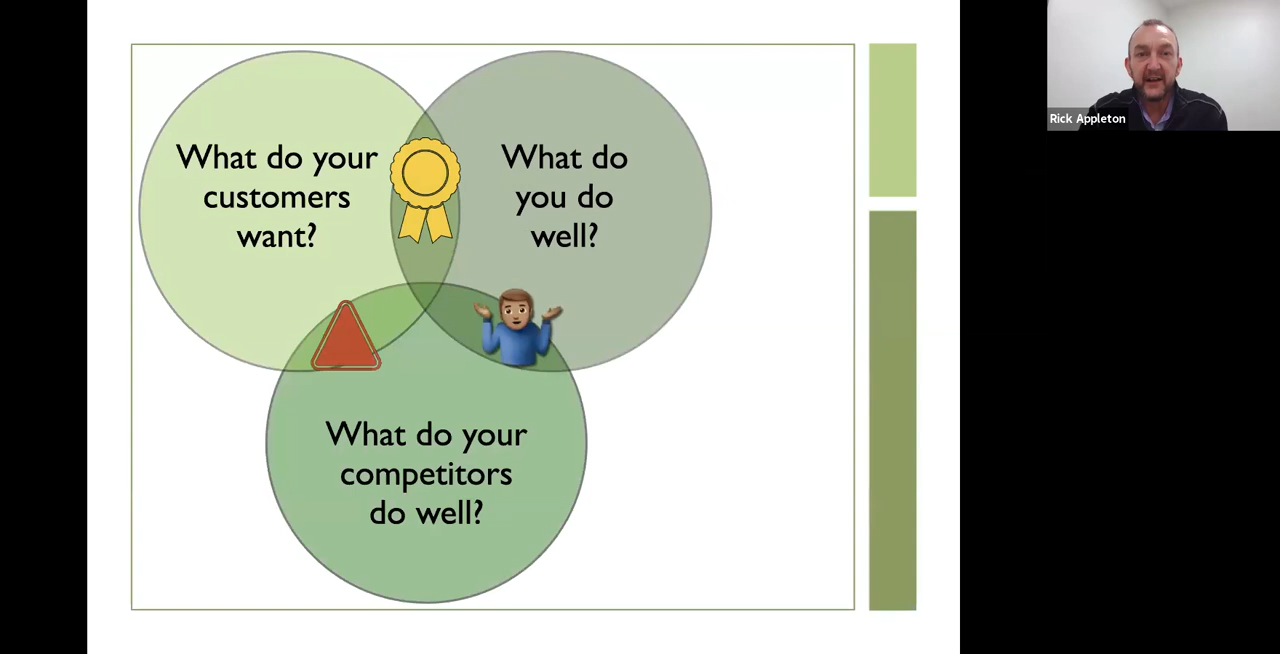 What do your
customers
want?
What do
you do
well?
What do your
competitors
do well?
Rick Appleton